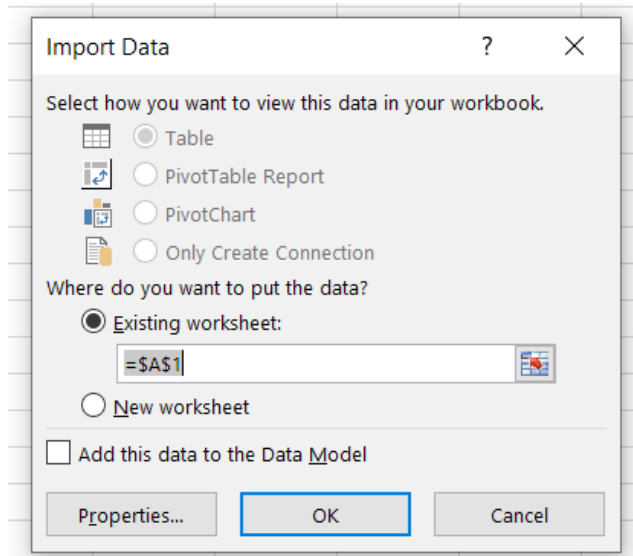 Import Data ? ×
Select how you want to view this data in your workbook.
Table
PivotTable Report
PivotChart
Only Create Connection
Where do you want to put the data?
Existing worksheet:
=$A$1
New worksheet
Add this data to the Data Model
Properties... OK Cancel